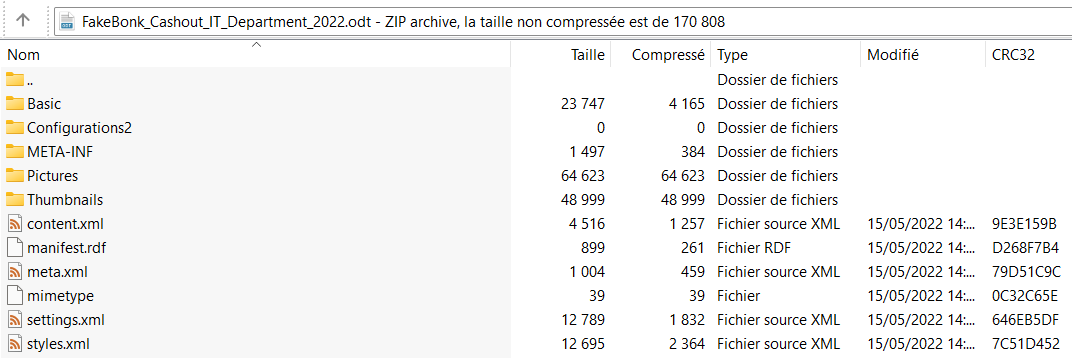 FakeBonk_Cashout_IT_Department_2022.odt - ZIP archive, la taille non compressée est de 170 808
Nom Taille Compressé Type Modifié CRC32
.. Dossier de fichiers
Basic 23 747 4 165 Dossier de fichiers
Configurations2 0 0 Dossier de fichiers
META-INF 1 497 384 Dossier de fichiers
Pictures 64 623 64 623 Dossier de fichiers
Thumbnails 48 999 48 999 Dossier de fichiers
content.xml 4 516 1 257 Fichier source XML 15/05/2022 14:... 9E3E159B
manifest.rdf 899 261 Fichier RDF 15/05/2022 14:... D268F7B4
meta.xml 1 004 459 Fichier source XML 15/05/2022 14:... 79D51C9C
mimetype 39 39 Fichier 15/05/2022 14:... 0C32C65E
settings.xml 12 789 1 832 Fichier source XML 15/05/2022 14:... 646EB5DF
styles.xml 12 695 2 364 Fichier source XML 15/05/2022 14:... 7C51D452